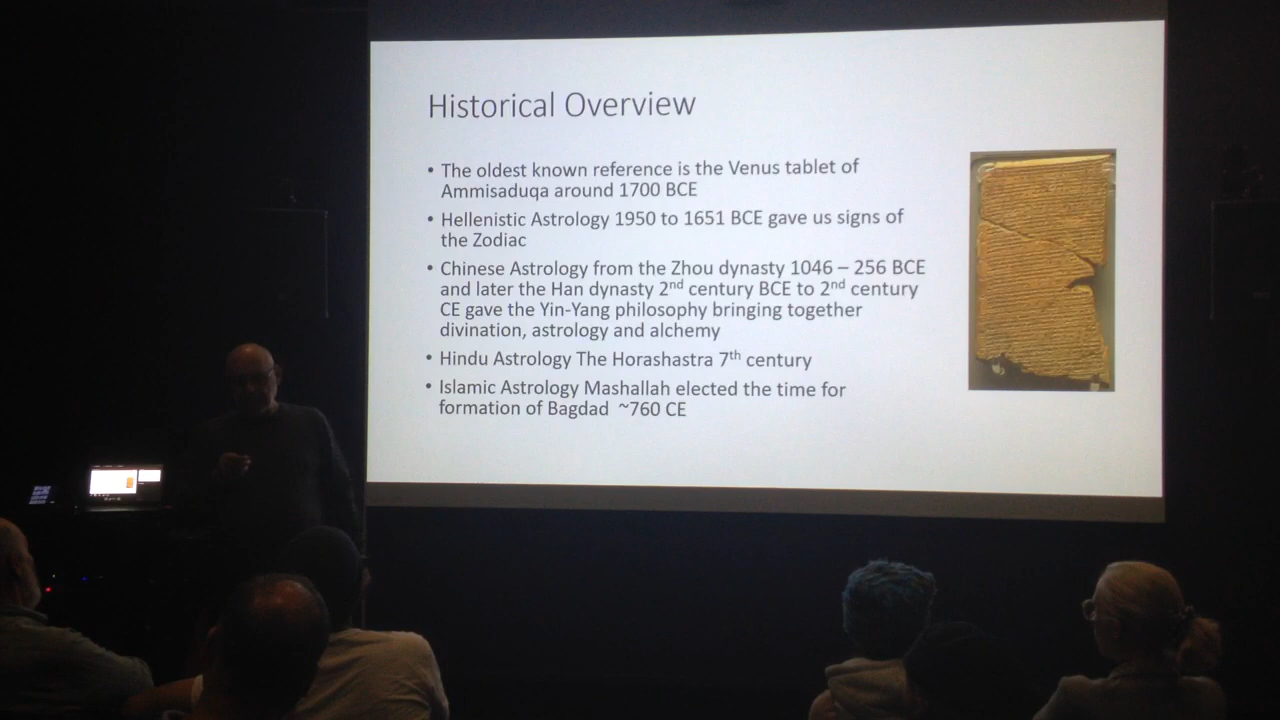 Historical Overview
• The oldest known reference is the Venus tablet of
Ammisaduqa around 1700 BCE
• Hellenistic Astrology 1950 to 1651 BCE gave us signs of
the Zodiac
• Chinese Astrology from the Zhou dynasty 1046 – 256 BCE
and later the Han dynasty 2nd century BCE to 2nd century
CE gave the Yin-Yang philosophy bringing together
divination, astrology and alchemy
• Hindu Astrology The Horashastra 7th century
• Islamic Astrology Mashallah elected the time for
formation of Bagdad ~760 CE